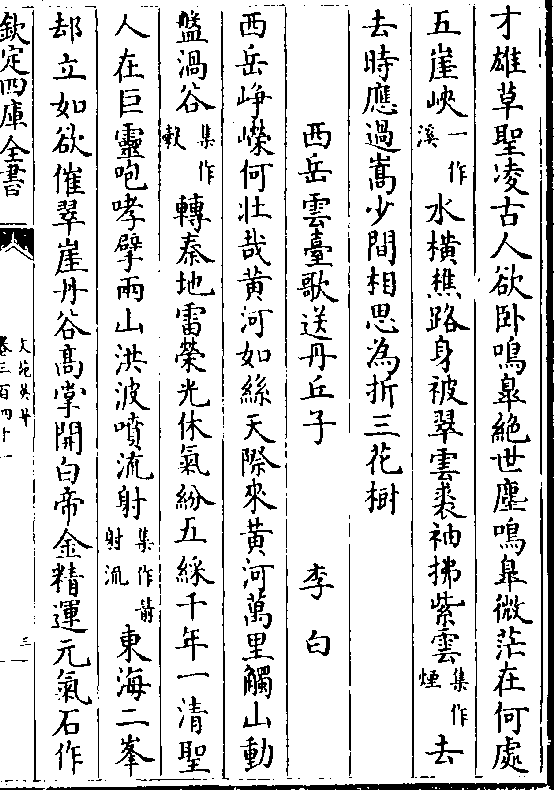 才雄草聖凌古人欲卧鳴臯絕世塵鳴臯微茫在何處
五崖峽一作溪水横樵路身被翠雲裘袖拂紫雲集作煙去
去時應過嵩少間相思為折三花樹
西岳雲臺歌送丹丘子　李白
西岳崢嶸何壯哉黄河如絲天際來黄河萬里觸山動
盤渦谷集作轂轉秦地雷榮光休氣紛五綵千年一清聖
人在巨靈咆哮擘兩山洪波噴流射集作箭射流東海二峯
却立如欲催翠崖丹谷高掌開白帝金精運元氣石作
欽定四庫全書
文苑英華
卷三百四十一
三